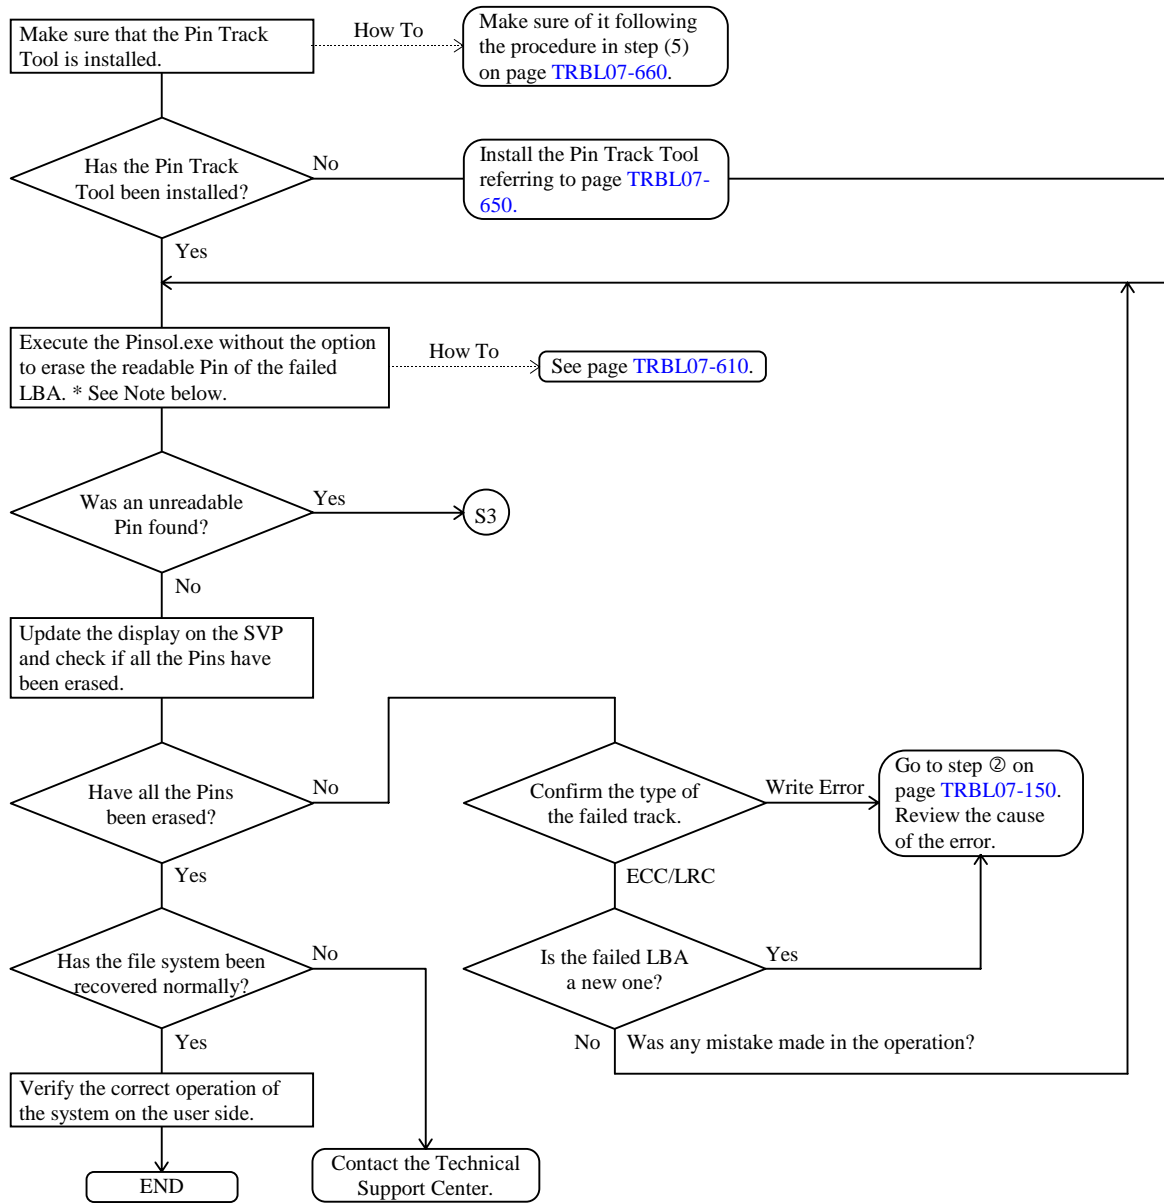 Make sure that the Pin Track
Tool is installed.
How To
Make sure of it following
the procedure in step (5)
on page TRBL07-660.
Has the Pin Track
Tool been installed?
No
Install the Pin Track Tool
referring to page TRBL07-
650.
Yes
Execute the Pinsol.exe without the option
to erase the readable Pin of the failed
LBA. * See Note below.
How To
See page TRBL07-610.
Was an unreadable
Pin found?
Yes
S3
No
Update the display on the SVP
and check if all the Pins have
been erased.
Have all the Pins
been erased?
No
Confirm the type of
the failed track.
Write Error
Go to step ② on
page TRBL07-150.
Review the cause
of the error.
Yes
ECC/LRC
Has the file system been
recovered normally?
No
Is the failed LBA
a new one?
Yes
Yes
No
Was any mistake made in the operation?
Verify the correct operation of
the system on the user side.
END
Contact the Technical
Support Center.